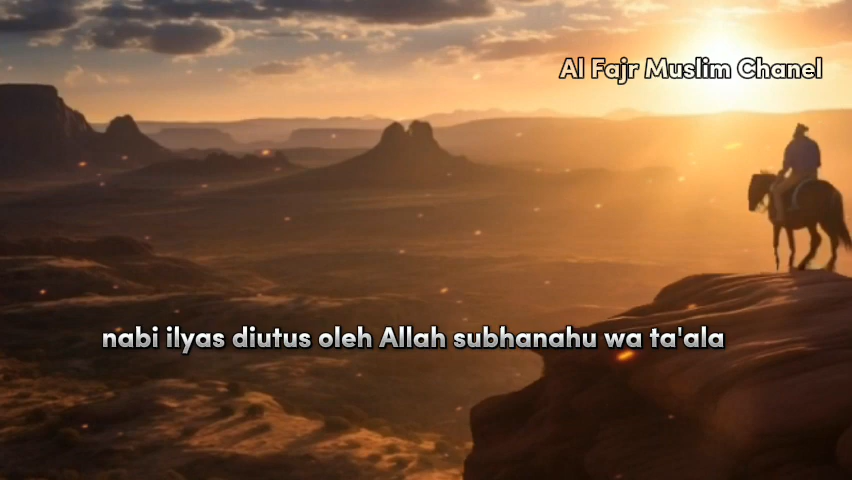 Al Fajr Muslim Chanel
nabi ilyas diutus oleh Allah subhanahu wa ta'ala